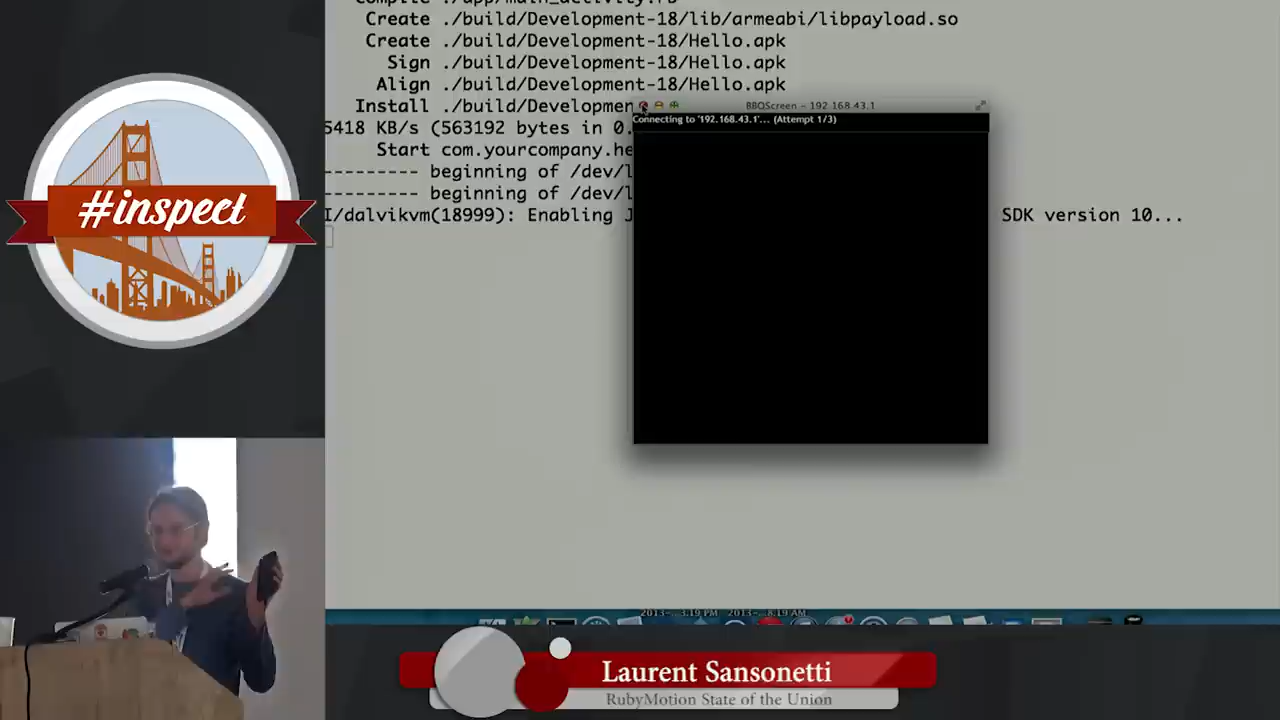 Create ./build/Development-18/lib/armeabi/libpayload.so
Create ./build/Development-18/Hello.apk
Sign ./build/Development-18/Hello.apk
Align ./build/Development-18/Hello.apk
Install ./build/Developmen
5418 KB/s (563192 bytes in 0.
Start com.yourcompany.he
--------- beginning of /dev/l
--------- beginning of /dev/l
I/dalvikvm(18999): Enabling J SDK version 10...
BBQScreen - 192.168.43.1
Connecting to '192.168.43.1'... (Attempt 1/3)
#inspect
Laurent Sansonetti
RubyMotion State of the Union